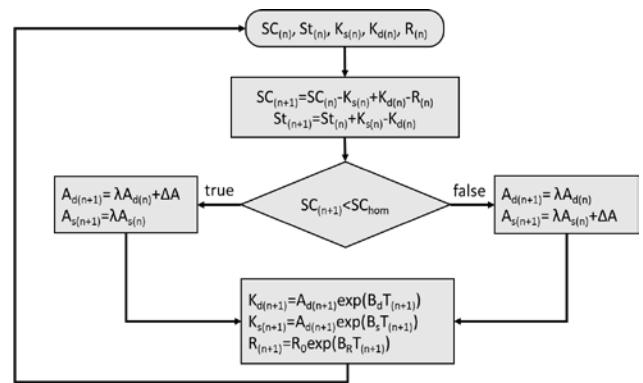 SC(n), St(n), Ks(n), Kd(n), R(n)
SC(n+1)=SC(n)-Ks(n)+Kd(n)-R(n)
St(n+1)=St(n)+Ks(n)-Kd(n)
true
false
Ad(n+1)= λAd(n)+ΔA
As(n+1)=λAs(n)
SC(n+1)<SChom
Ad(n+1)= λAd(n)
As(n+1)= λAs(n)+ΔA
Kd(n+1)=Ad(n+1)exp(BdT(n+1))
Ks(n+1)=Ad(n+1)exp(BsT(n+1))
R(n+1)=R0exp(BRT(n+1))